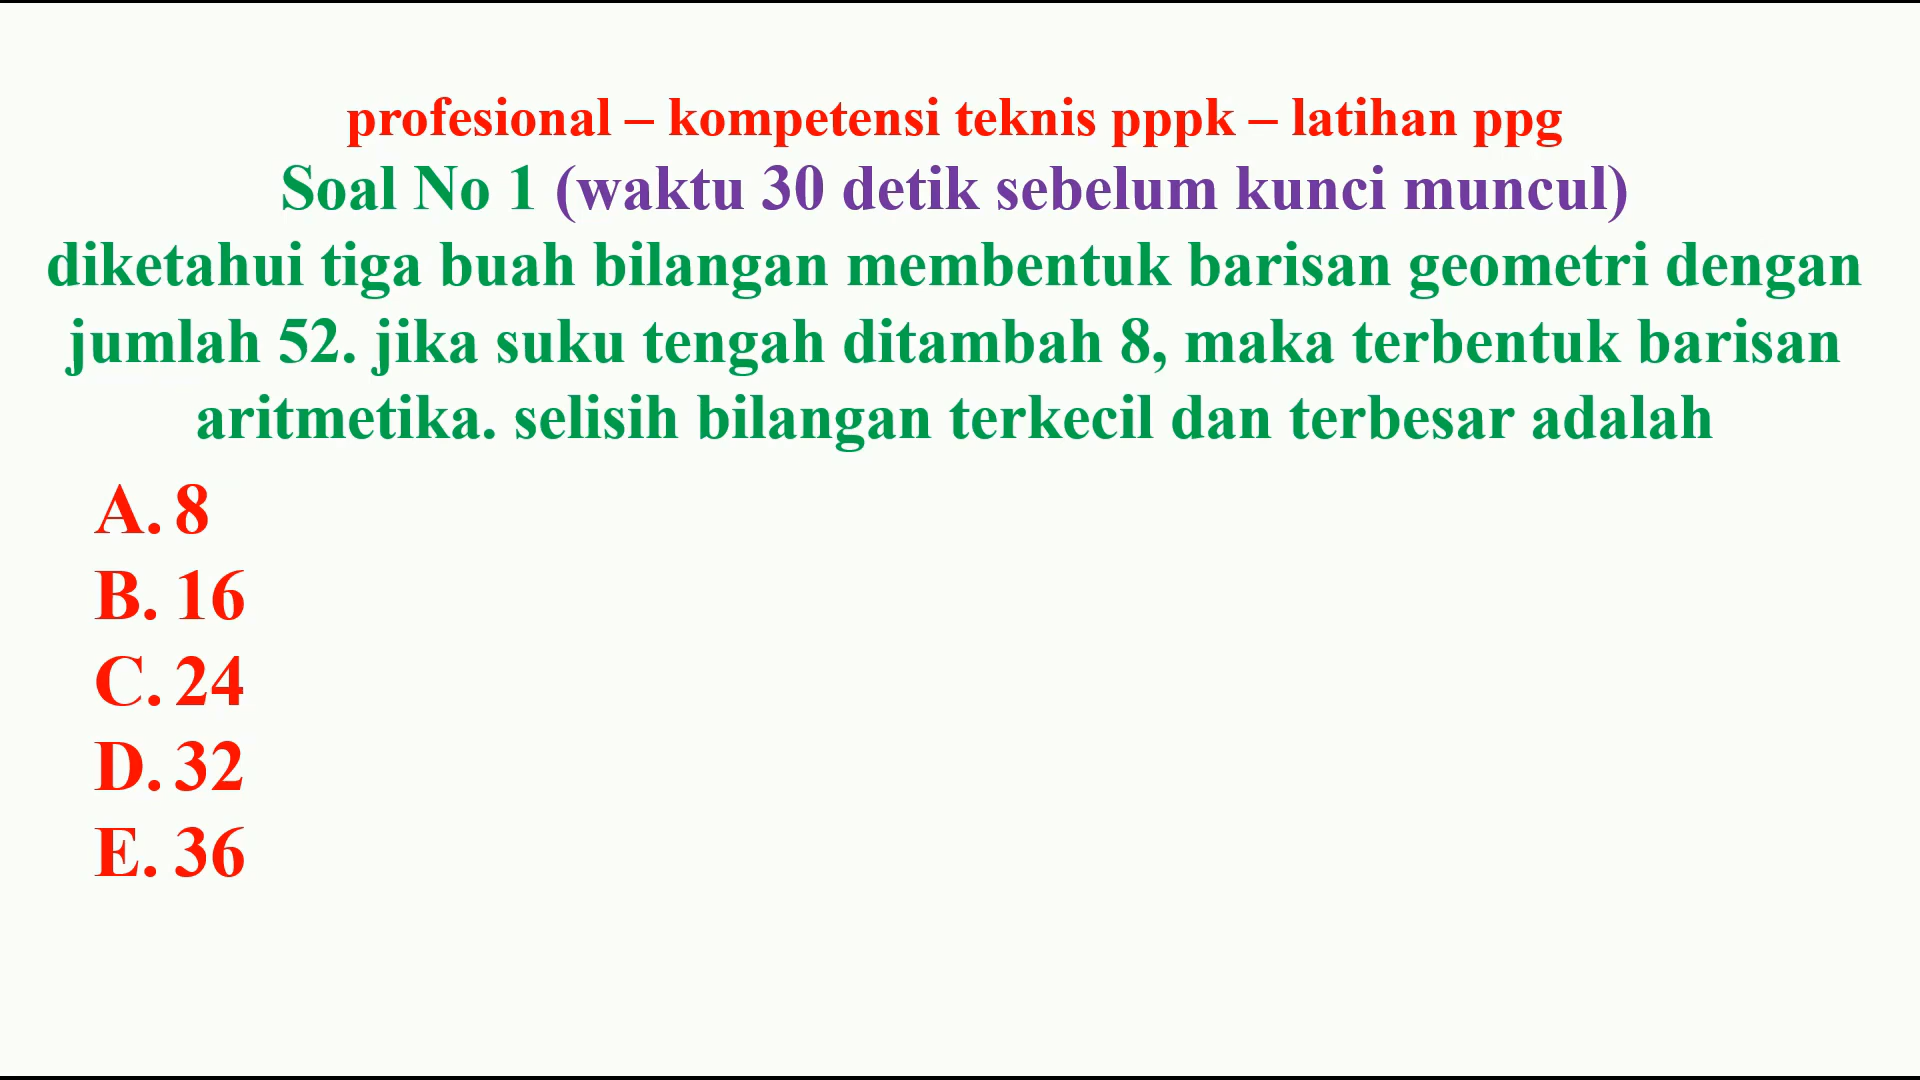 profesional – kompetensi teknis pppk – latihan ppg
Soal No 1 (waktu 30 detik sebelum kunci muncul)
diketahui tiga buah bilangan membentuk barisan geometri dengan
jumlah 52. jika suku tengah ditambah 8, maka terbentuk barisan
aritmetika. selisih bilangan terkecil dan terbesar adalah
A. 8
B. 16
C. 24
D. 32
E. 36